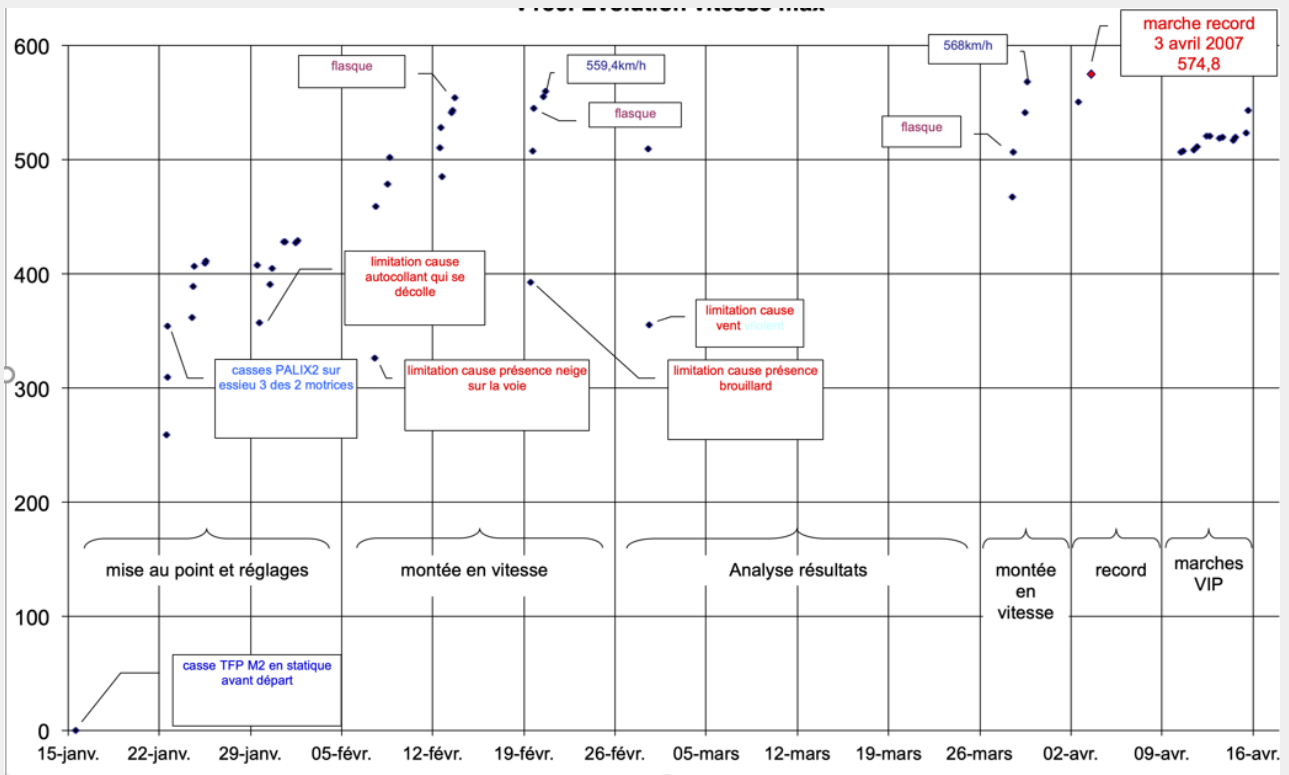 V150: Evolution vitesse max
marche record
3 avril 2007
574,8
600
568km/h
flasque
559,4km/h
flasque
flasque
500
400
limitation cause
autocollant qui se
décolle
limitation cause
vent violent
casses PALIX2 sur
essieu 3 des 2 motrices
limitation cause présence neige
sur la voie
limitation cause présence
brouillard
300
200
mise au point et réglages
montée en vitesse
Analyse résultats
montée
en
vitesse
record
marches
VIP
100
casse TFP M2 en statique
avant départ
0
15-janv.
22-janv.
29-janv.
05-févr.
12-févr.
19-févr.
26-févr.
05-mars
12-mars
19-mars
26-mars
02-avr.
09-avr.
16-avr.